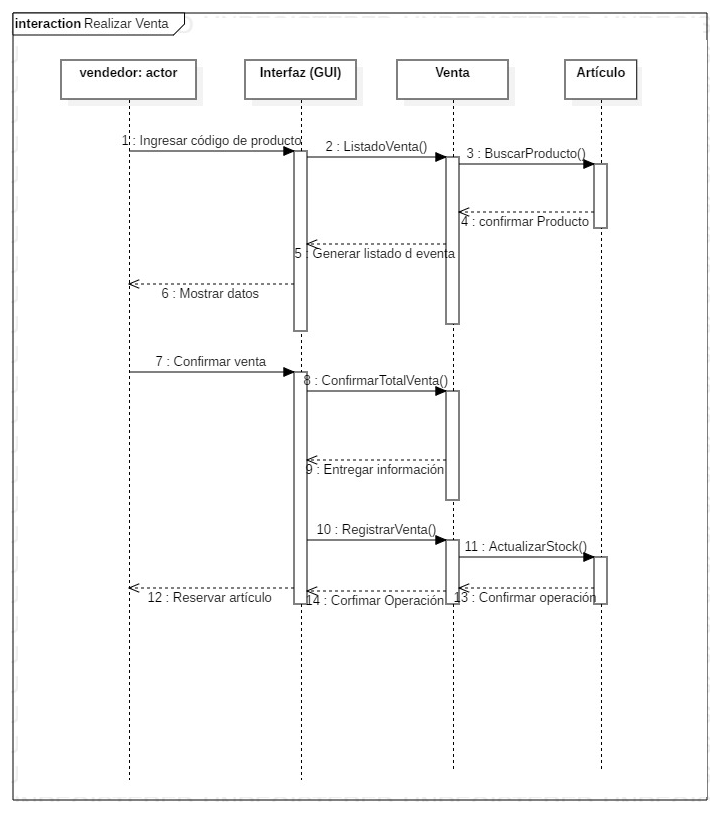 interaction Realizar Venta
vendedor: actor
Interfaz (GUI)
Venta
Artículo
1 : Ingresar código de producto
2 : ListadoVenta()
3 : BuscarProducto()
4 : confirmar Producto
5 : Generar listado d eventa
6 : Mostrar datos
7 : Confirmar venta
8 : ConfirmarTotalVenta()
9 : Entregar información
10 : RegistrarVenta()
11 : ActualizarStock()
12 : Reservar artículo
14 : Corfimar Operación
13 : Confirmar operación